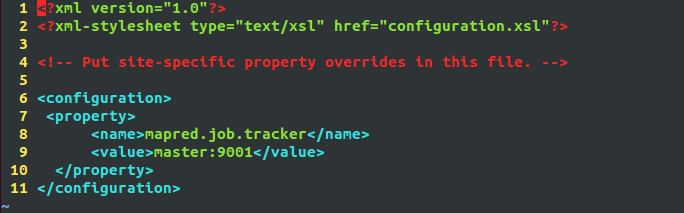 1 <?xml version="1.0"?>
2 <?xml-stylesheet type="text/xsl" href="configuration.xsl"?>
3
4 <!-- Put site-specific property overrides in this file. -->
5
6 <configuration>
7  <property>
8       <name>mapred.job.tracker</name>
9       <value>master:9001</value>
10   </property>
11 </configuration>
~